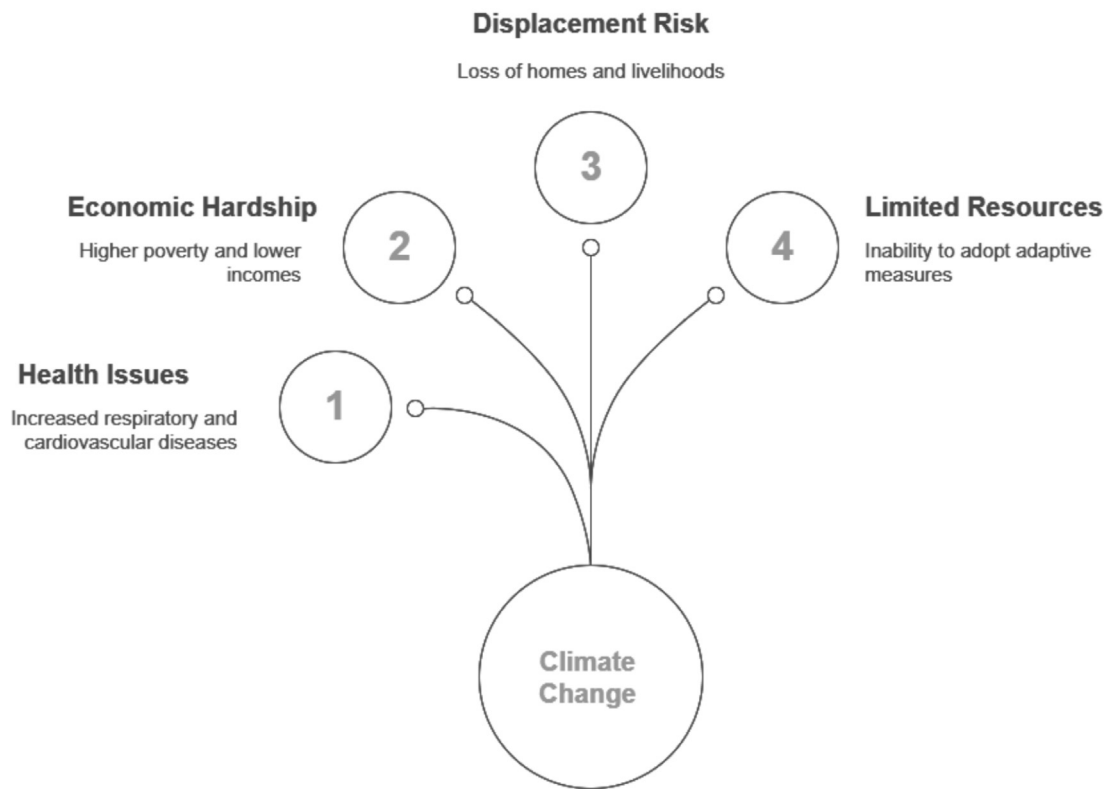 Displacement Risk
Loss of homes and livelihoods
3
Economic Hardship
Higher poverty and lower
incomes
2
4
Limited Resources
Inability to adopt adaptive
measures
Health Issues
Increased respiratory and
cardiovascular diseases
1
Climate
Change